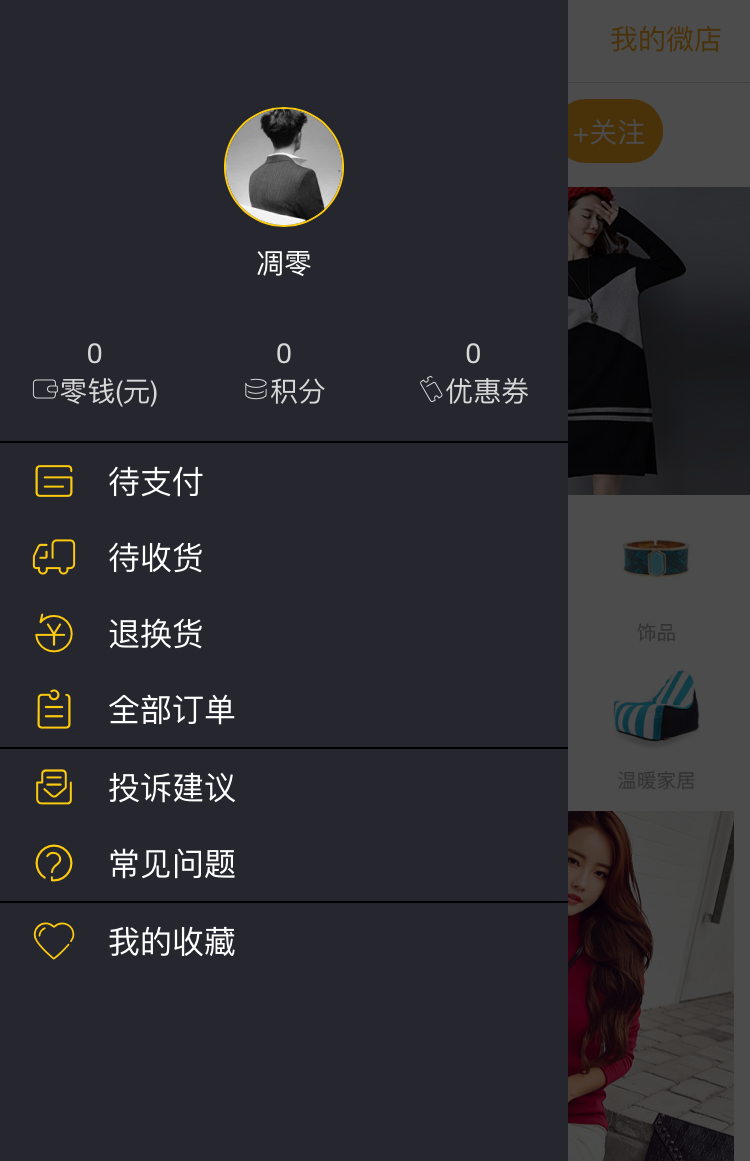 我的微店
+关注
凋零
0
0
0
零钱(元)
积分
优惠券
待支付
待收货
退换货
全部订单
投诉建议
常见问题
我的收藏
饰品
温暖家居